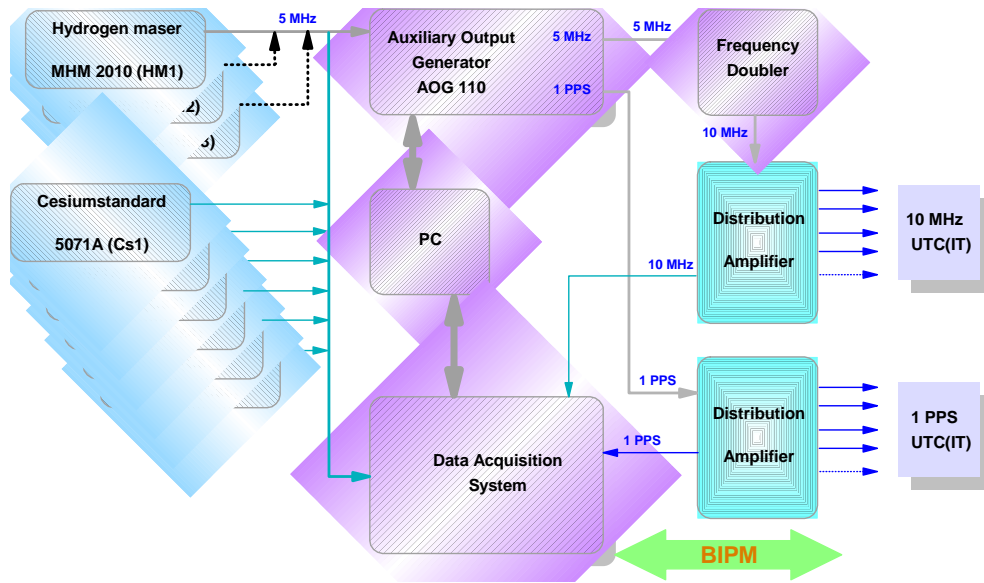 Hydrogen maser
MHM 2010 (HM1)
2)
3)
5 MHz
Auxiliary Output
Generator
AOG 110
5 MHz
1 PPS
5 MHz
Frequency
Doubler
10 MHz
Cesiumstandard
5071A (Cs1)
PC
Distribution
Amplifier
10 MHz
UTC(IT)
10 MHz
1 PPS
Distribution
Amplifier
1 PPS
UTC(IT)
1 PPS
Data Acquisition
System
BIPM